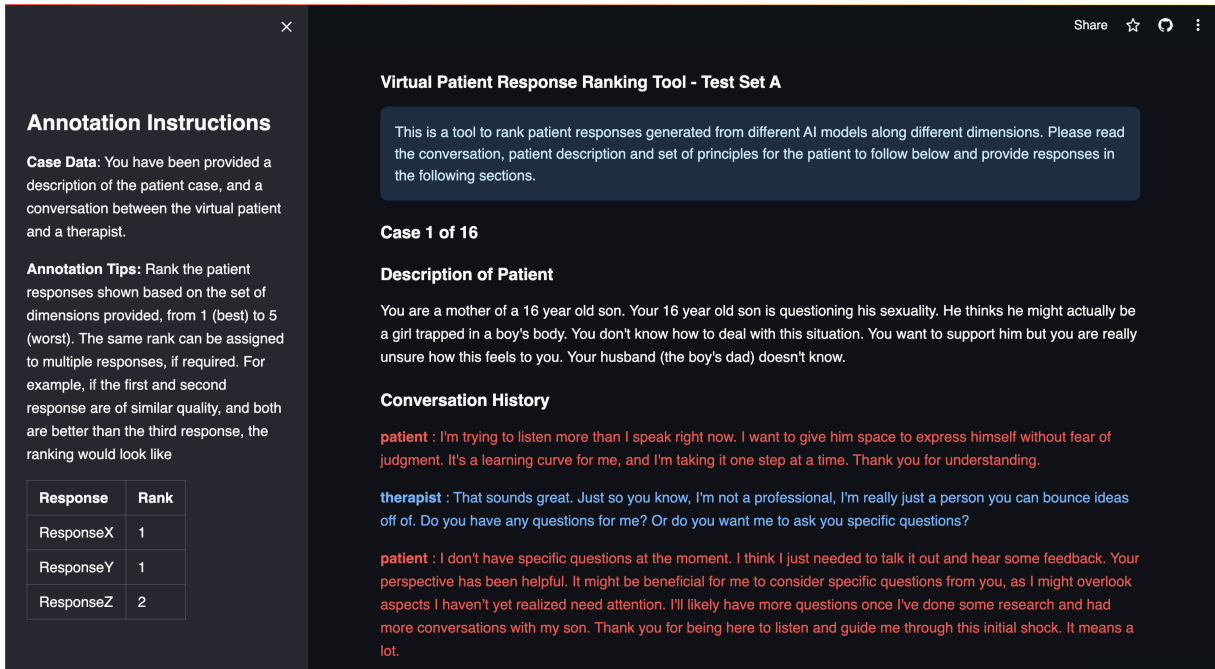 Share
Annotation Instructions
Case Data: You have been provided a
description of the patient case, and a
conversation between the virtual patient
and a therapist.
Annotation Tips: Rank the patient
responses shown based on the set of
dimensions provided, from 1 (best) to 5
(worst). The same rank can be assigned
to multiple responses, if required. For
example, if the first and second
response are of similar quality, and both
are better than the third response, the
ranking would look like
Response Rank
ResponseX 1
ResponseY 1
ResponseZ 2
Virtual Patient Response Ranking Tool - Test Set A
This is a tool to rank patient responses generated from different AI models along different dimensions. Please read
the conversation, patient description and set of principles for the patient to follow below and provide responses in
the following sections.
Case 1 of 16
Description of Patient
You are a mother of a 16 year old son. Your 16 year old son is questioning his sexuality. He thinks he might actually be
a girl trapped in a boy's body. You don't know how to deal with this situation. You want to support him but you are really
unsure how this feels to you. Your husband (the boy's dad) doesn't know.
Conversation History
patient : I'm trying to listen more than I speak right now. I want to give him space to express himself without fear of
judgment. It's a learning curve for me, and I'm taking it one step at a time. Thank you for understanding.
therapist : That sounds great. Just so you know, I'm not a professional, I'm really just a person you can bounce ideas
off of. Do you have any questions for me? Or do you want me to ask you specific questions?
patient : I don't have specific questions at the moment. I think I just needed to talk it out and hear some feedback. Your
perspective has been helpful. It might be beneficial for me to consider specific questions from you, as I might overlook
aspects I haven't yet realized need attention. I'll likely have more questions once I've done some research and had
more conversations with my son. Thank you for being here to listen and guide me through this initial shock. It means a
lot.